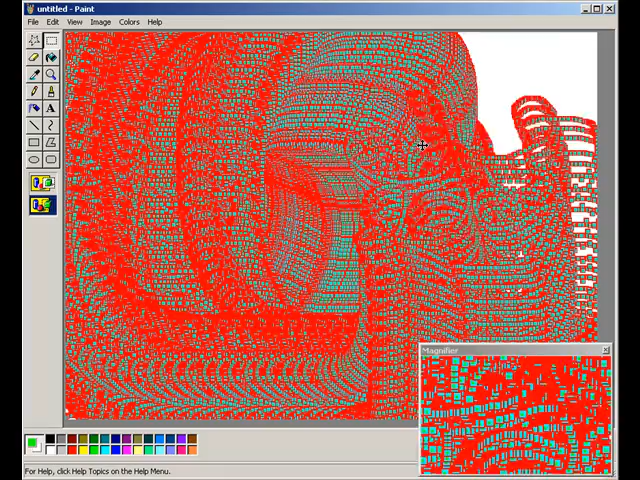 untitled - Paint
File Edit View Image Colors Help
A
Magnifier
For Help, click Help Topics on the Help Menu.